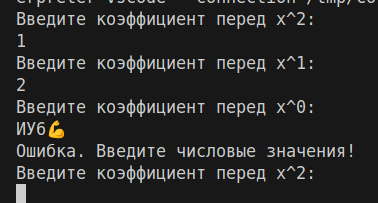 Введите коэффициент перед x^2:
1
Введите коэффициент перед x^1:
2
Введите коэффициент перед x^0:
ИУ6💪
Ошибка. Введите числовые значения!
Введите коэффициент перед x^2: